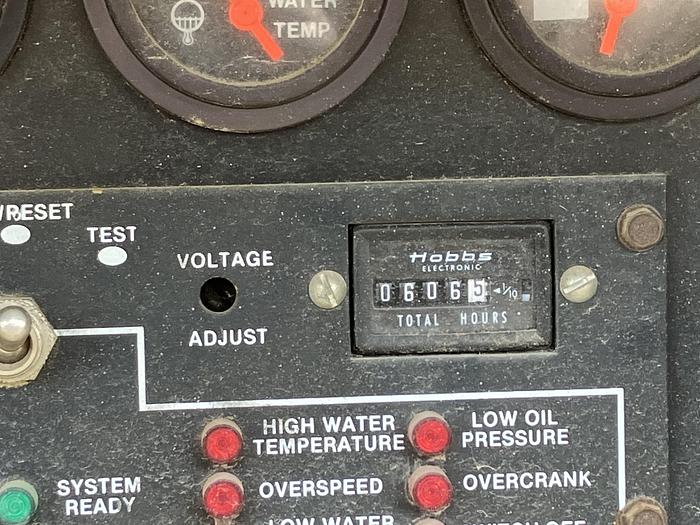 WATER
TEMP
/RESET
TEST
VOLTAGE
ADJUST
Hobbs
ELECTRONIC
06065 ◄1/10
TOTAL HOURS
HIGH WATER
TEMPERATURE
LOW OIL
PRESSURE
SYSTEM
READY
OVERSPEED
OVERCRANK
LOW WATER